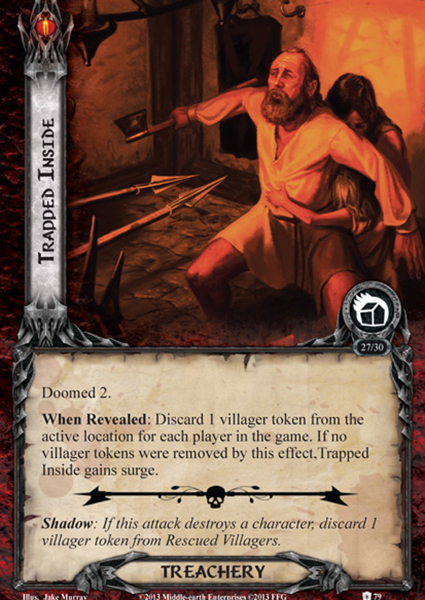 TRAPPED INSIDE
27/30
Doomed 2.
When Revealed: Discard 1 villager token from the
active location for each player in the game. If no
villager tokens were removed by this effect,Trapped
Inside gains surge.
Shadow: If this attack destroys a character, discard 1
villager token from Rescued Villagers.
TREACHERY
Illus. Jake Murray ©2013 Middle-earth Enterprises ©2013 FFG 79